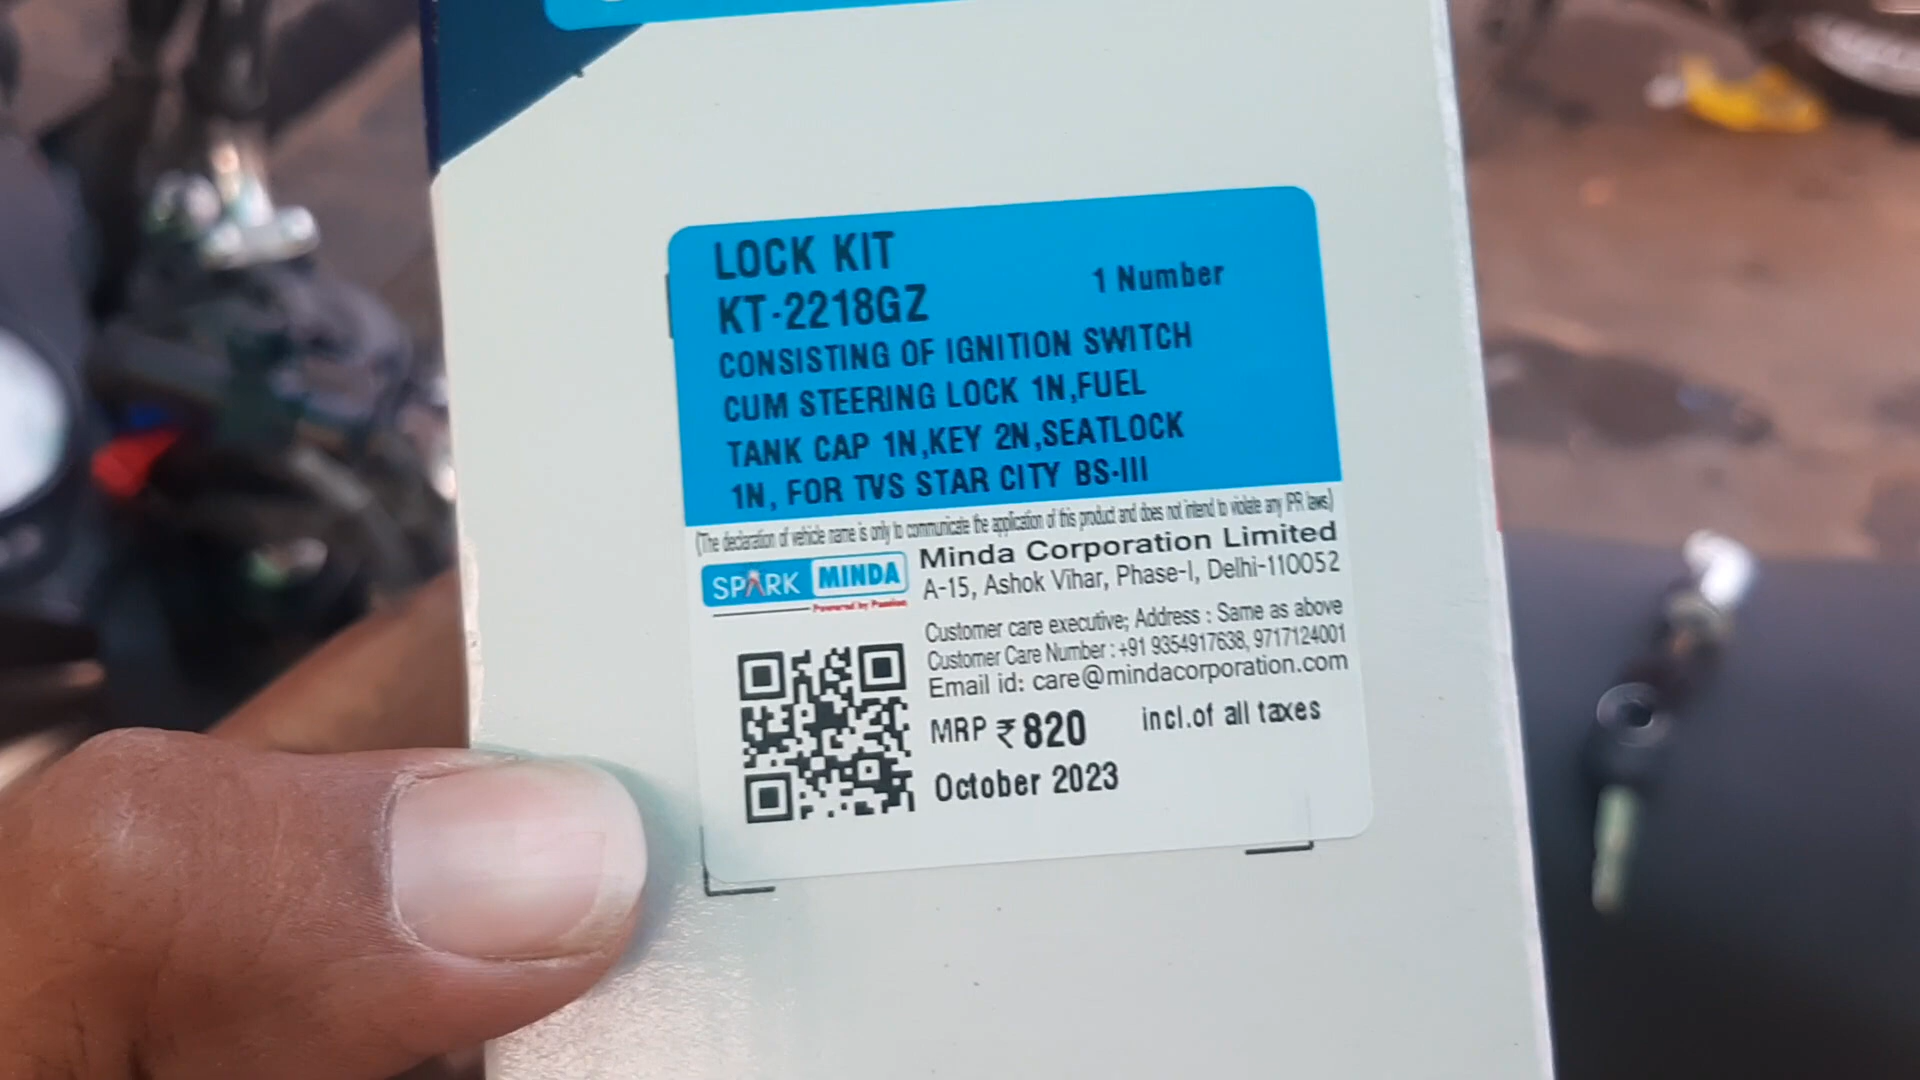 LOCK KIT
KT-2218GZ
1 Number
CONSISTING OF IGNITION SWITCH
CUM STEERING LOCK 1N,FUEL
TANK CAP 1N,KEY 2N,SEATLOCK
1N, FOR TVS STAR CITY BS-III
(The declaration of vehicle name is only to communicate the application of this product and does not intend to violate any IPR laws)
SPARK MINDA
Powered by Passion
Minda Corporation Limited
A-15, Ashok Vihar, Phase-I, Delhi-110052
Customer care executive; Address : Same as above
Customer Care Number : +91 9354917638, 9717124001
Email id: care@mindacorporation.com
MRP ₹820 incl.of all taxes
October 2023